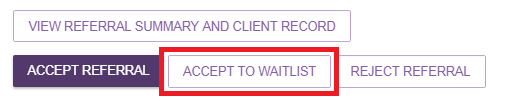 VIEW REFERRAL SUMMARY AND CLIENT RECORD
ACCEPT REFERRAL ACCEPT TO WAITLIST REJECT REFERRAL